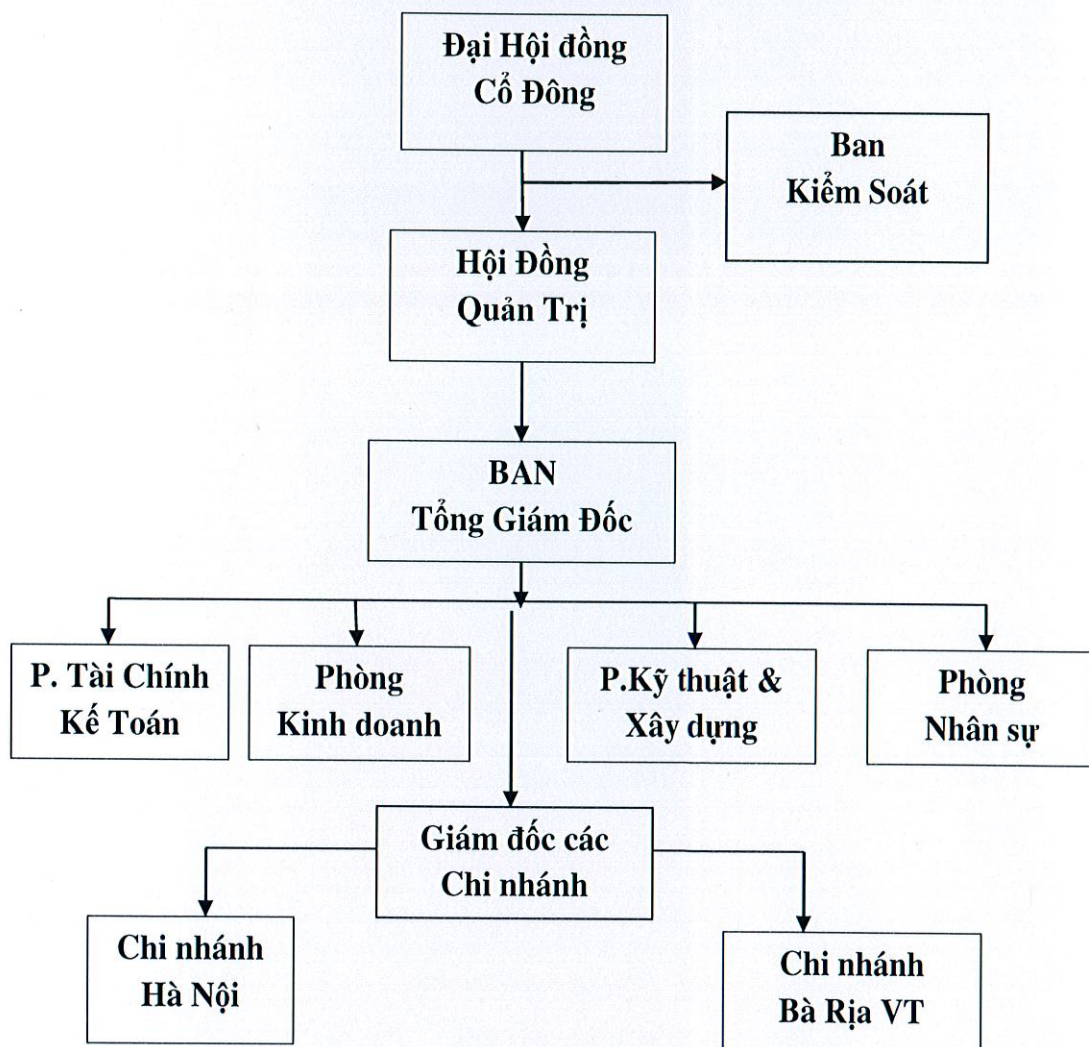 Đại Hội đồng
Cổ Đông
Ban
Kiểm Soát
Hội Đồng
Quản Trị
BAN
Tổng Giám Đốc
P. Tài Chính
Kế Toán
Phòng
Kinh doanh
P.Kỹ thuật &
Xây dựng
Phòng
Nhân sự
Giám đốc các
Chi nhánh
Chi nhánh
Hà Nội
Chi nhánh
Bà Rịa VT